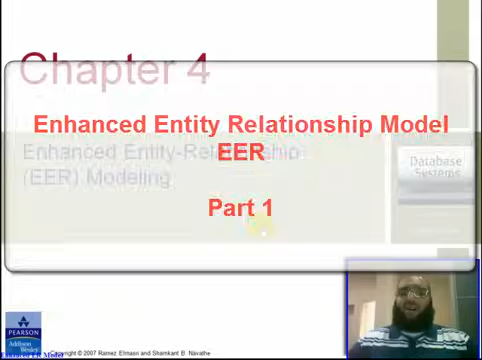 Chapter 4
Enhanced Entity Relationship Model
EER
Enhanced Entity-Relationship
(EER) Modeling
Database
Systems
Part 1
PEARSON
Addison
Wesley
Copyright © 2007 Ramez Elmasri and Shamkant B. Navathe